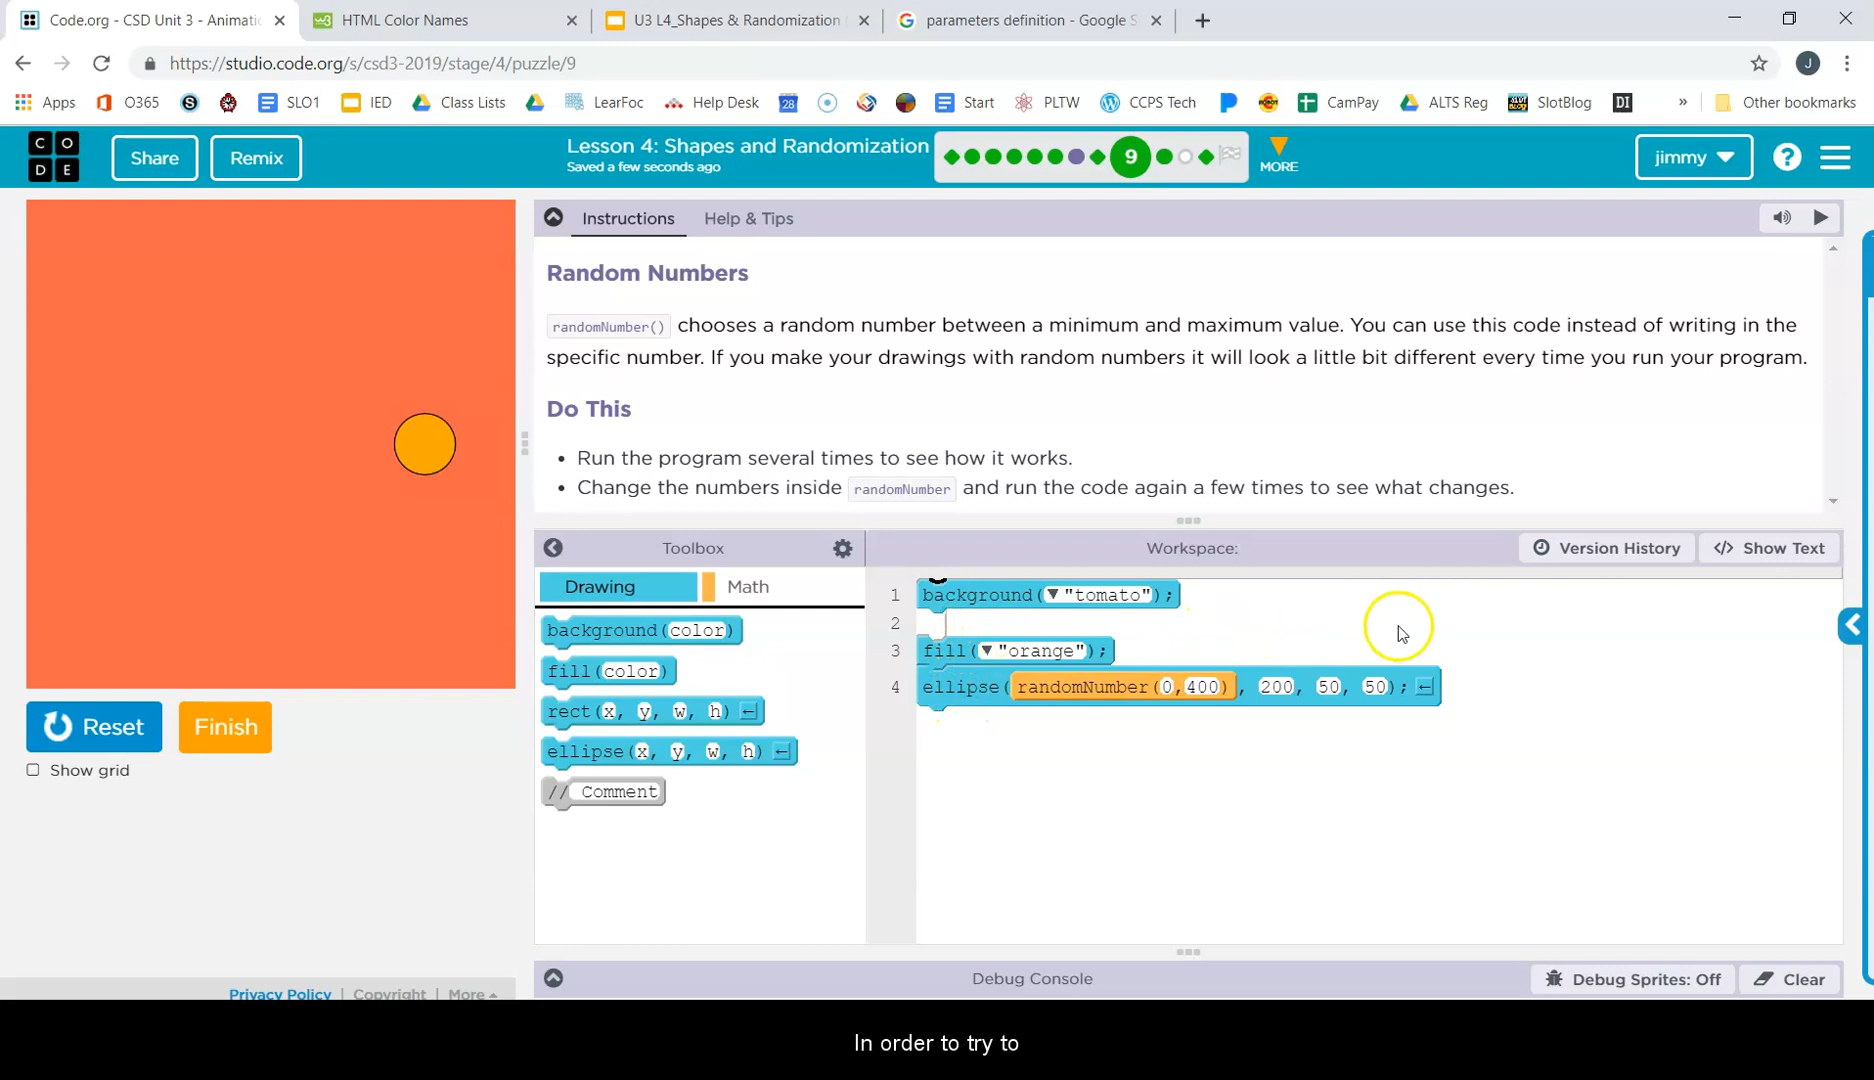 Code.org - CSD Unit 3 - Animatic
HTML Color Names
U3 L4_Shapes & Randomization
parameters definition - Google S
https://studio.code.org/s/csd3-2019/stage/4/puzzle/9
J
Apps
O365
SLO1
IED
Class Lists
LearFoc
Help Desk
28
Start
PLTW
CCPS Tech
CamPay
ALTS Reg
SlotBlog
DI
»
Other bookmarks
C O
D E
Share
Remix
Lesson 4: Shapes and Randomization
Saved a few seconds ago
9
MORE
jimmy
?
Instructions
Help & Tips
Random Numbers
randomNumber() chooses a random number between a minimum and maximum value. You can use this code instead of writing in the
specific number. If you make your drawings with random numbers it will look a little bit different every time you run your program.
Do This
• Run the program several times to see how it works.
• Change the numbers inside randomNumber and run the code again a few times to see what changes.
Reset
Finish
Show grid
Toolbox
Workspace:
Version History
</> Show Text
Drawing
Math
background(color)
fill(color)
rect(x, y, w, h)
ellipse(x, y, w, h)
// Comment
1 background("tomato");
2
3 fill("orange");
4 ellipse(randomNumber(0,400), 200, 50, 50);
Debug Console
Debug Sprites: Off
Clear
Privacy Policy | Copyright | More
In order to try to